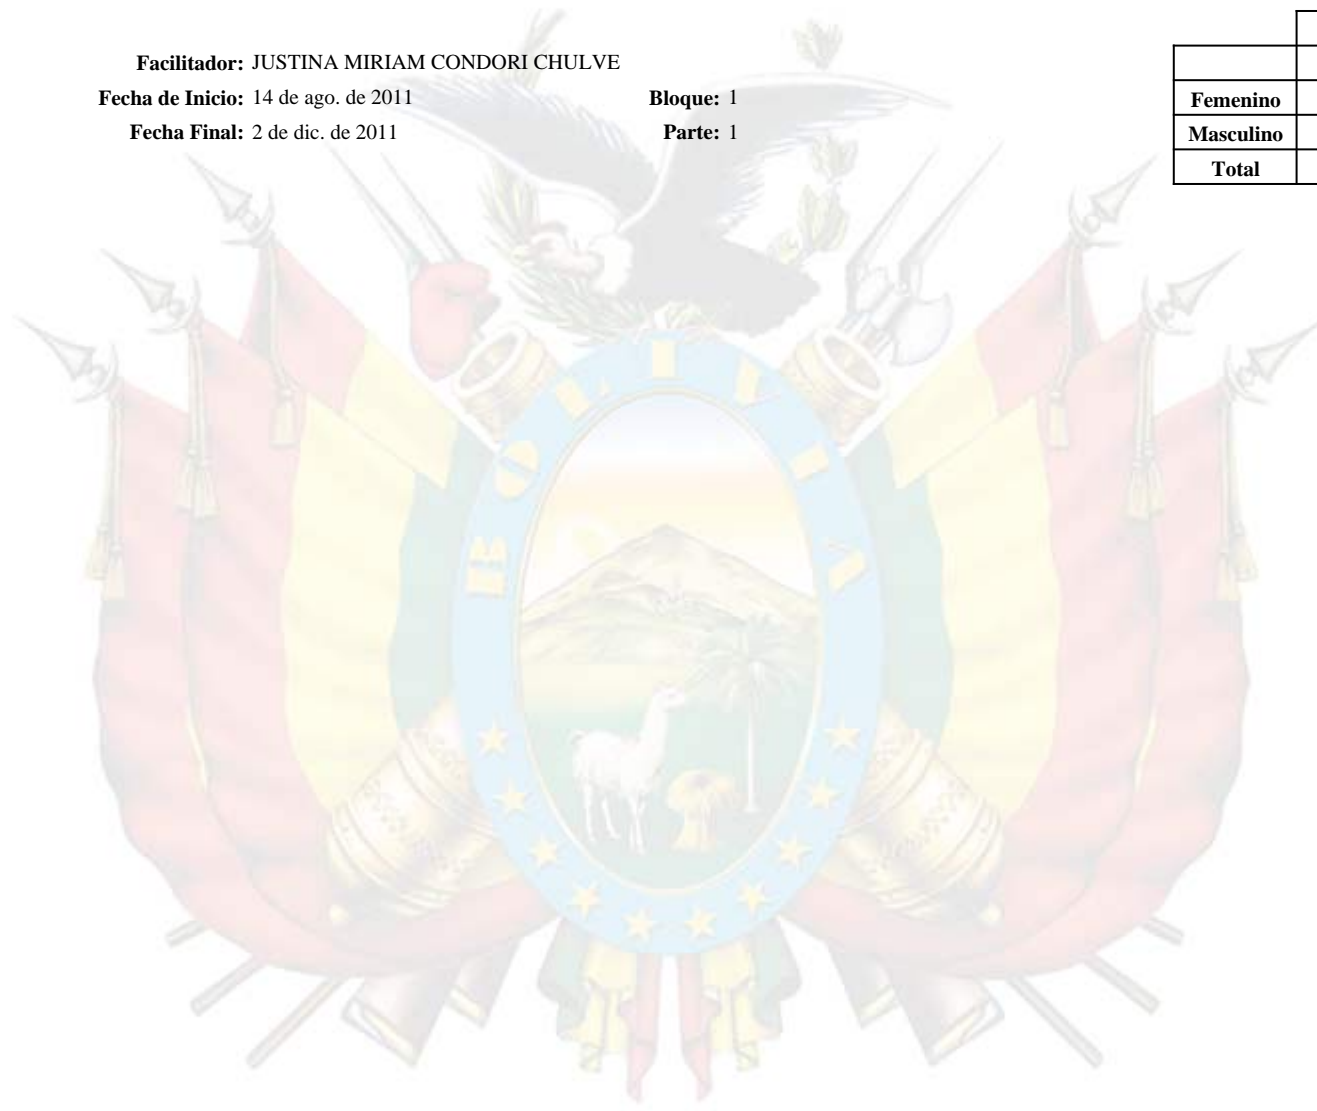 Facilitador: JUSTINA MIRIAM CONDORI CHULVE
Fecha de Inicio: 14 de ago. de 2011 Bloque: 1
Fecha Final: 2 de dic. de 2011 Parte: 1
Femenino
Masculino
Total
BOLIVIA